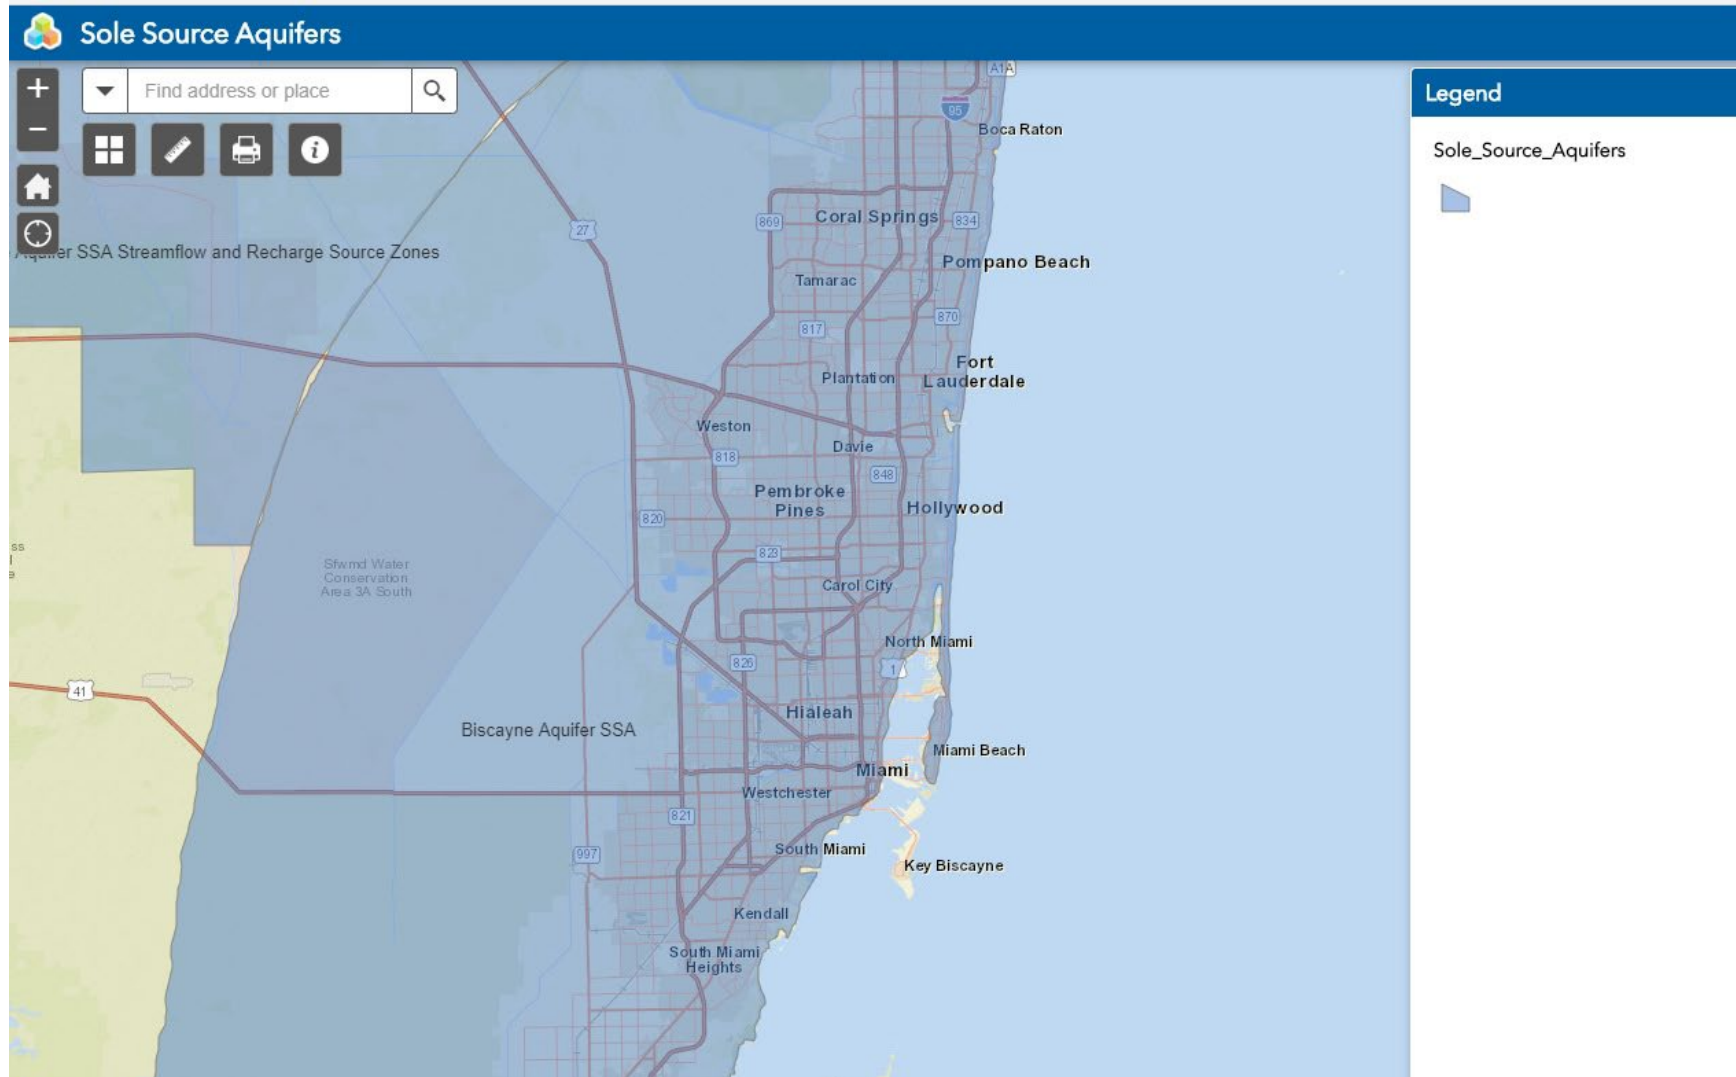 Sole Source Aquifers
Find address or place
Legend
Sole_Source_Aquifers
A1A
95
Boca Raton
869
Coral Springs
834
27
Aquifer SSA Streamflow and Recharge Source Zones
Pompano Beach
Tamarac
870
817
Fort
Lauderdale
Plantation
Weston
Davie
818
848
Pembroke
Pines
Hollywood
820
823
ss
Sfwmd Water
Conservation
Area 3A South
Carol City
North Miami
826
1
41
Hialeah
Biscayne Aquifer SSA
Miami Beach
Miami
Westchester
821
South Miami
997
Key Biscayne
Kendall
South Miami
Heights